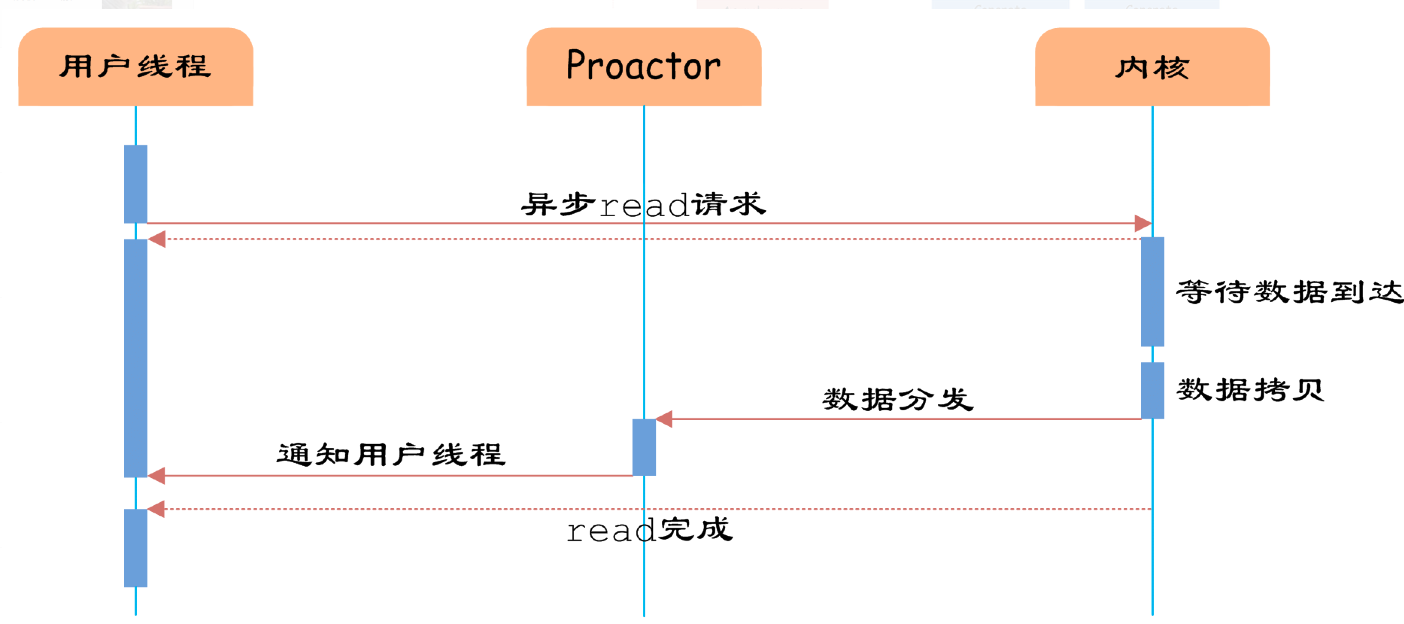 用户线程
Proactor
内核
异步read请求
等待数据到达
数据拷贝
数据分发
通知用户线程
read完成